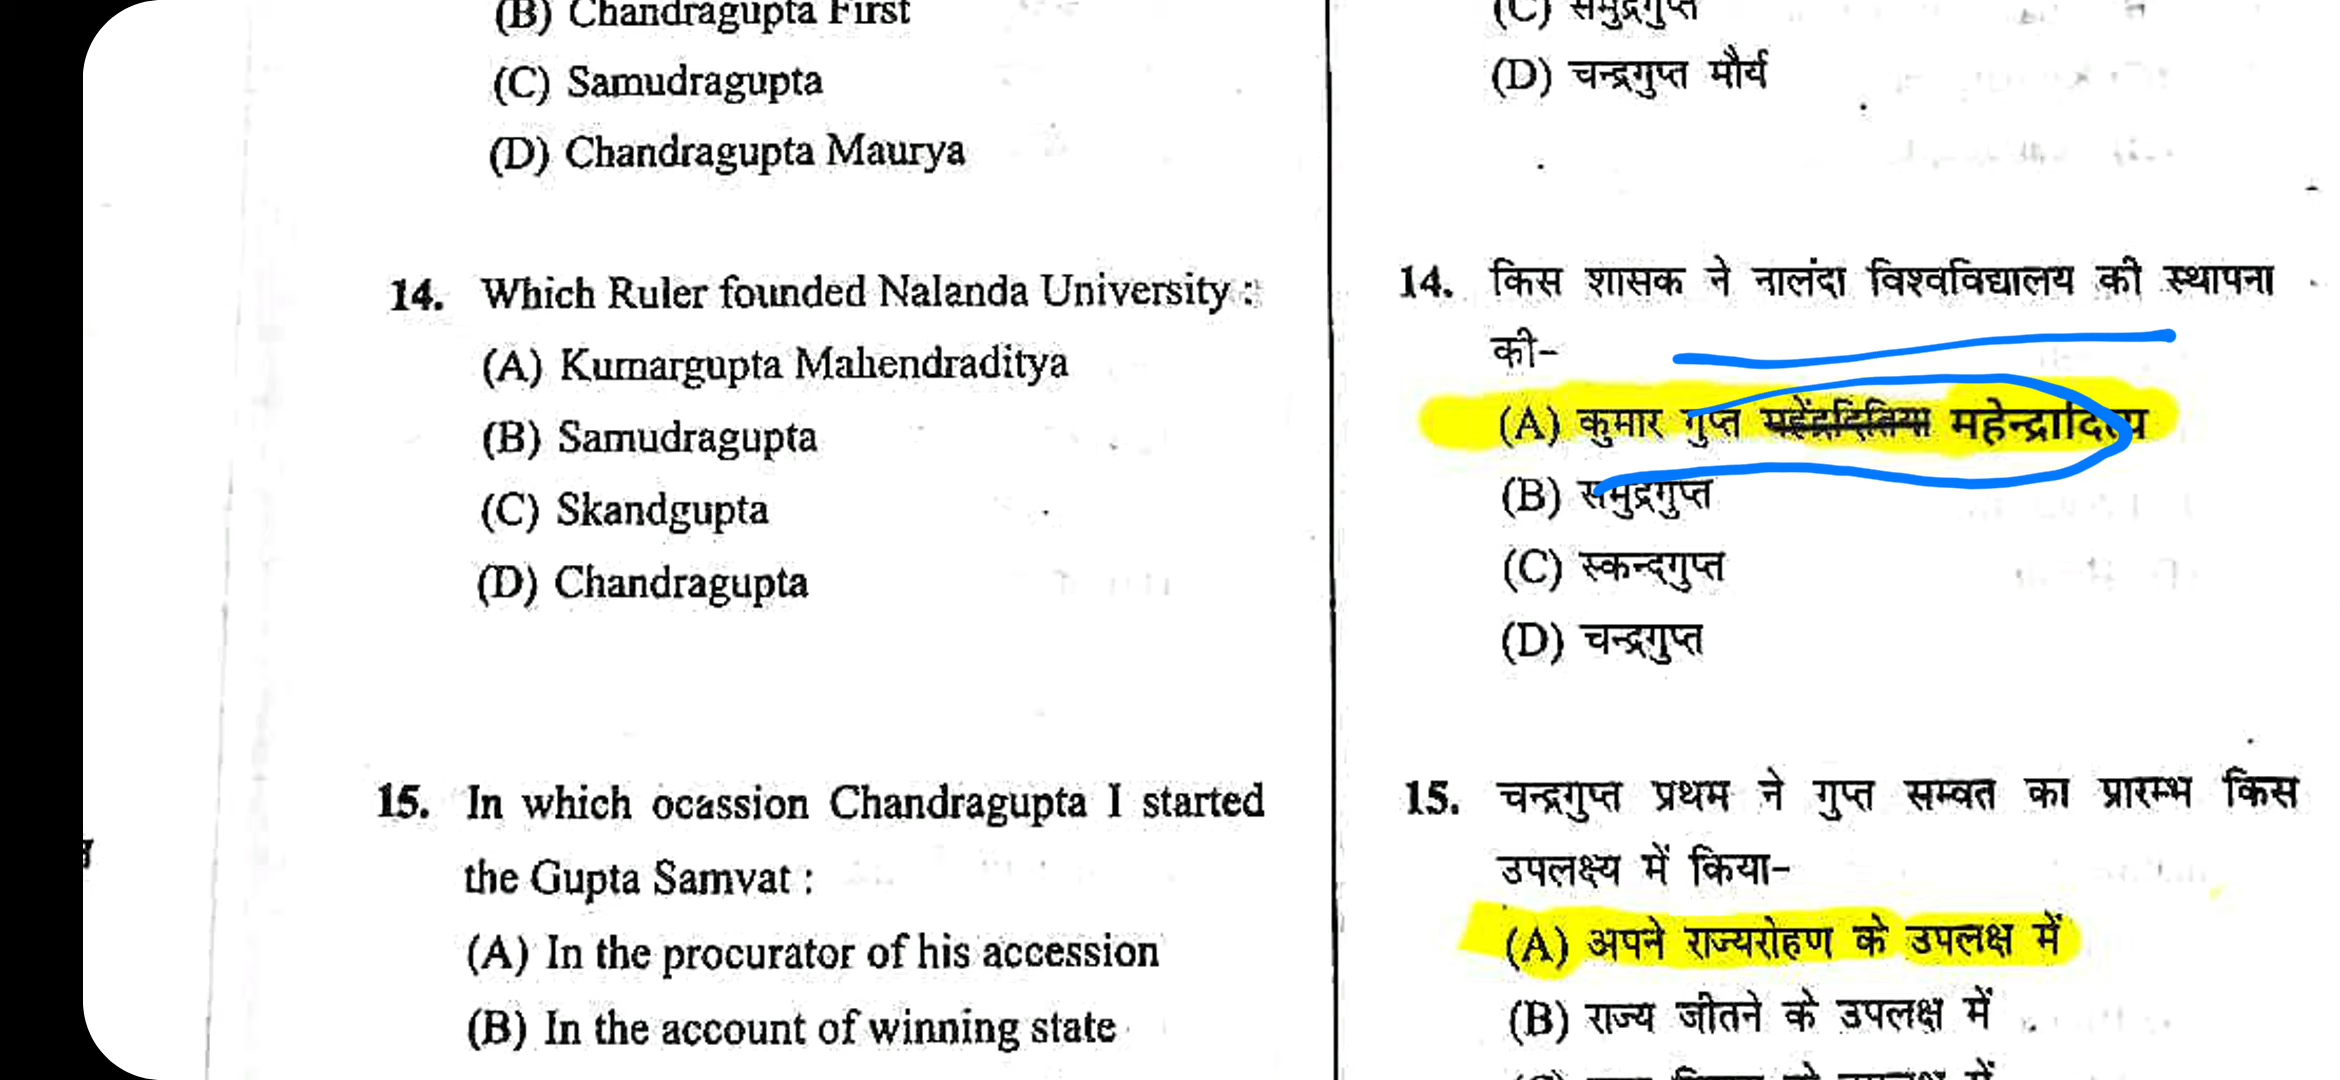 (B) Chandragupta First
(C) Samudragupta
(D) Chandragupta Maurya
14. Which Ruler founded Nalanda University :
(A) Kumargupta Mahendraditya
(B) Samudragupta
(C) Skandgupta
(D) Chandragupta
15. In which ocassion Chandragupta I started
the Gupta Samvat :
(A) In the procurator of his accession
(B) In the account of winning state
(C) समुद्रगुप्त
(D) चन्द्रगुप्त मौर्य
14. किस शासक ने नालंदा विश्वविद्यालय की स्थापना
की-
(A) कुमार गुप्त महेन्द्रादित्य
(B) समुद्रगुप्त
(C) स्कन्दगुप्त
(D) चन्द्रगुप्त
15. चन्द्रगुप्त प्रथम ने गुप्त सम्वत का प्रारम्भ किस
उपलक्ष्य में किया-
(A) अपने राज्यरोहण के उपलक्ष में
(B) राज्य जीतने के उपलक्ष में